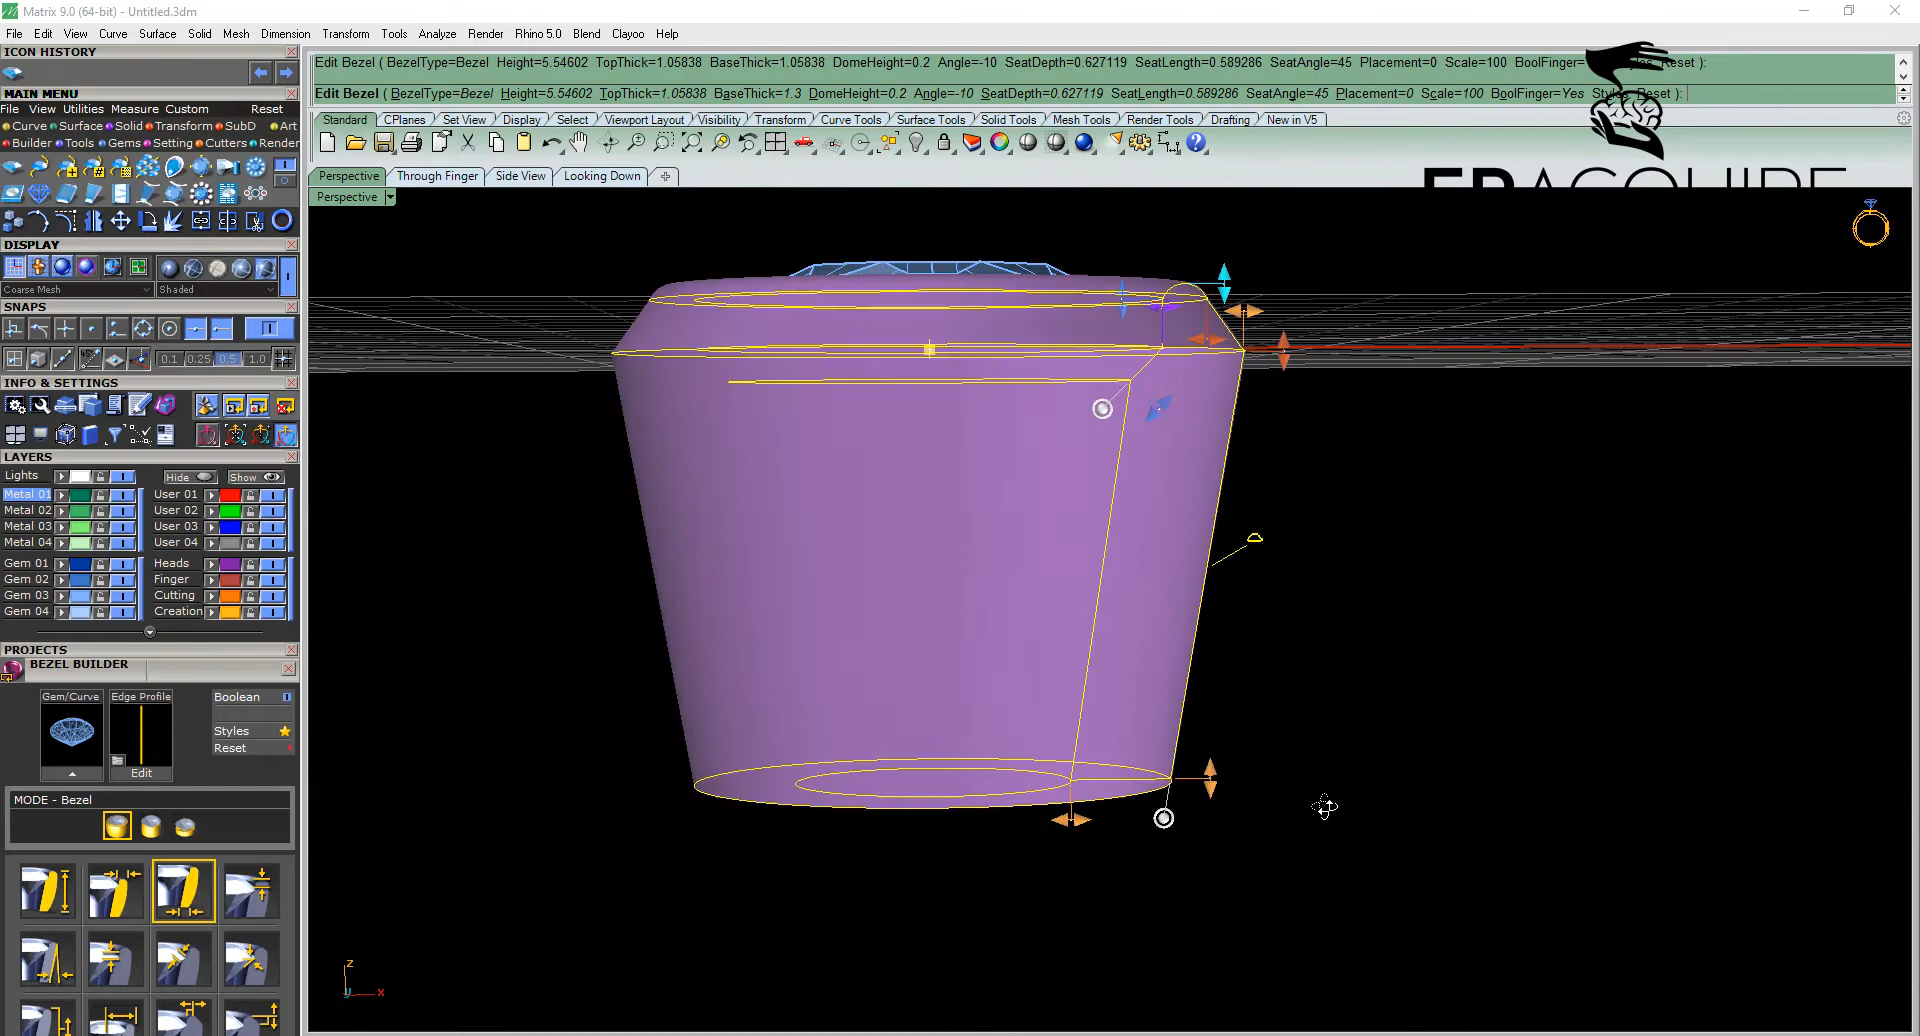 Matrix 9.0 (64-bit) - Untitled.3dm
File Edit View Curve Surface Solid Mesh Dimension Transform Tools Analyze Render Rhino 5.0 Blend Clayoo Help
ICON HISTORY
MAIN MENU
File View Utilities Measure Custom Reset
Curve Surface Solid Transform SubD Art
Builder Tools Gems Setting Cutters Render
DISPLAY
Coarse Mesh Shaded
SNAPS
0.1 0.25 0.5 1.0
INFO & SETTINGS
LAYERS
Lights Hide Show
Metal 01 User 01
Metal 02 User 02
Metal 03 User 03
Metal 04 User 04
Gem 01 Heads
Gem 02 Finger
Gem 03 Cutting
Gem 04 Creation
PROJECTS
BEZEL BUILDER
Gem/Curve Edge Profile Boolean
Styles
Reset
Edit
MODE - Bezel
Edit Bezel ( BezelType=Bezel Height=5.54602 TopThick=1.05838 BaseThick=1.05838 DomeHeight=0.2 Angle=-10 SeatDepth=0.627119 SeatLength=0.589286 SeatAngle=45 Placement=0 Scale=100 BoolFinger= Reset ):
Edit Bezel ( BezelType=Bezel Height=5.54602 TopThick=1.05838 BaseThick=1.3 DomeHeight=0.2 Angle=-10 SeatDepth=0.627119 SeatLength=0.589286 SeatAngle=45 Placement=0 Scale=100 BoolFinger=Yes Styles Reset ):
Standard CPlanes Set View Display Select Viewport Layout Visibility Transform Curve Tools Surface Tools Solid Tools Mesh Tools Render Tools Drafting New in V5
Perspective Through Finger Side View Looking Down
Perspective
z
y x